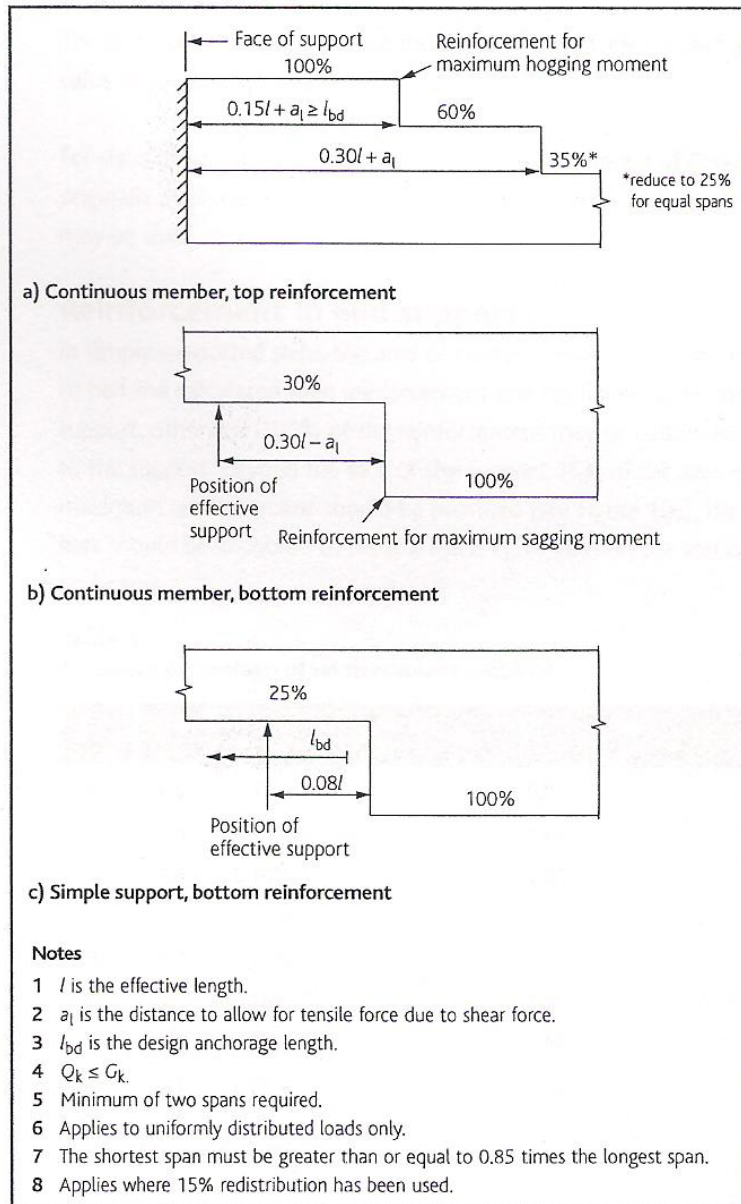 Face of support
100%
Reinforcement for
maximum hogging moment
0.15l + aₗ ≥ l_bd
60%
0.30l + aₗ
35%*
*reduce to 25%
for equal spans
a) Continuous member, top reinforcement
30%
0.30l – aₗ
Position of
effective
support
100%
Reinforcement for maximum sagging moment
b) Continuous member, bottom reinforcement
25%
l_bd
0.08l
100%
Position of
effective support
c) Simple support, bottom reinforcement
Notes
1 l is the effective length.
2 aₗ is the distance to allow for tensile force due to shear force.
3 l_bd is the design anchorage length.
4 Qₖ ≤ Gₖ.
5 Minimum of two spans required.
6 Applies to uniformly distributed loads only.
7 The shortest span must be greater than or equal to 0.85 times the longest span.
8 Applies where 15% redistribution has been used.